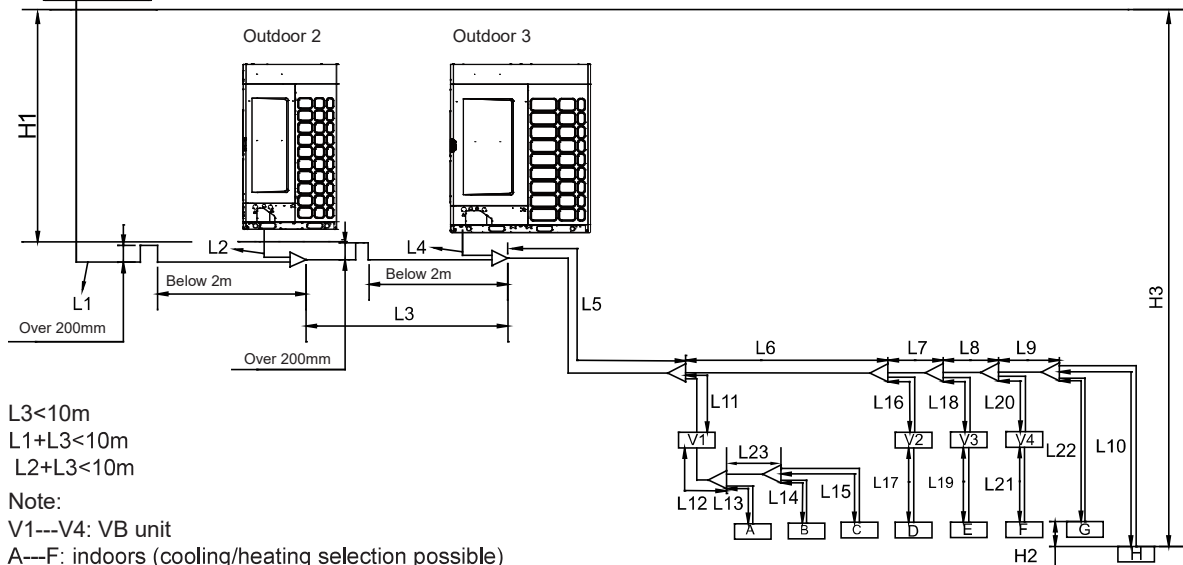 Outdoor 2
Outdoor 3
H1
L2
L4
Below 2m
Below 2m
L1
L3
L5
H3
Over 200mm
Over 200mm
L6
L7
L8
L9
L11
L16
L18
L20
L22
L10
V1
V2
V3
V4
L23
L12
L13
L14
L15
L17
L19
L21
A
B
C
D
E
F
G
H
H2
L3<10m
L1+L3<10m
L2+L3<10m
Note:
V1---V4: VB unit
A---F: indoors (cooling/heating selection possible)